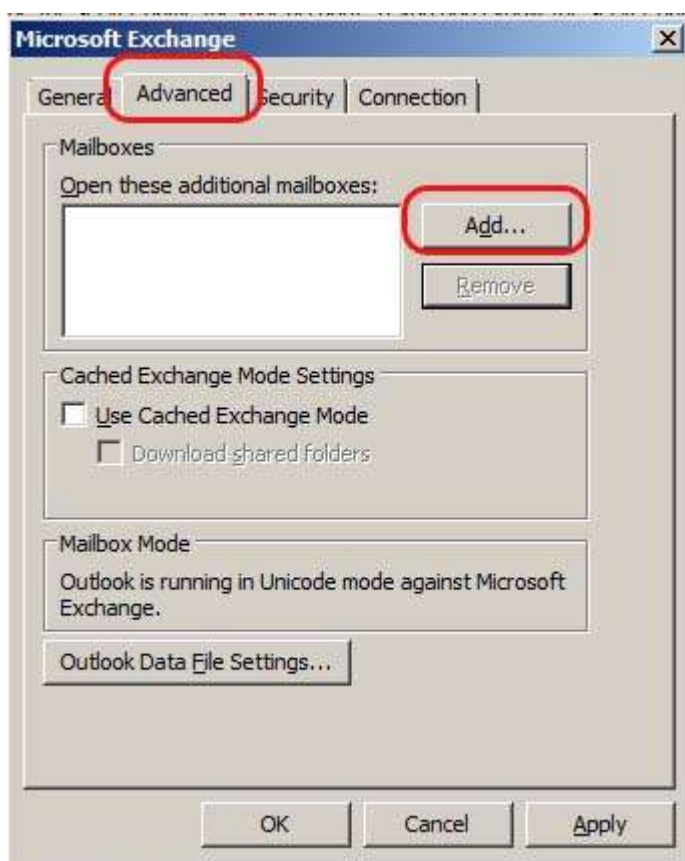 Microsoft Exchange
General Advanced Security Connection
Mailboxes
Open these additional mailboxes:
Add...
Remove
Cached Exchange Mode Settings
Use Cached Exchange Mode
Download shared folders
Mailbox Mode
Outlook is running in Unicode mode against Microsoft
Exchange.
Outlook Data File Settings...
OK Cancel Apply